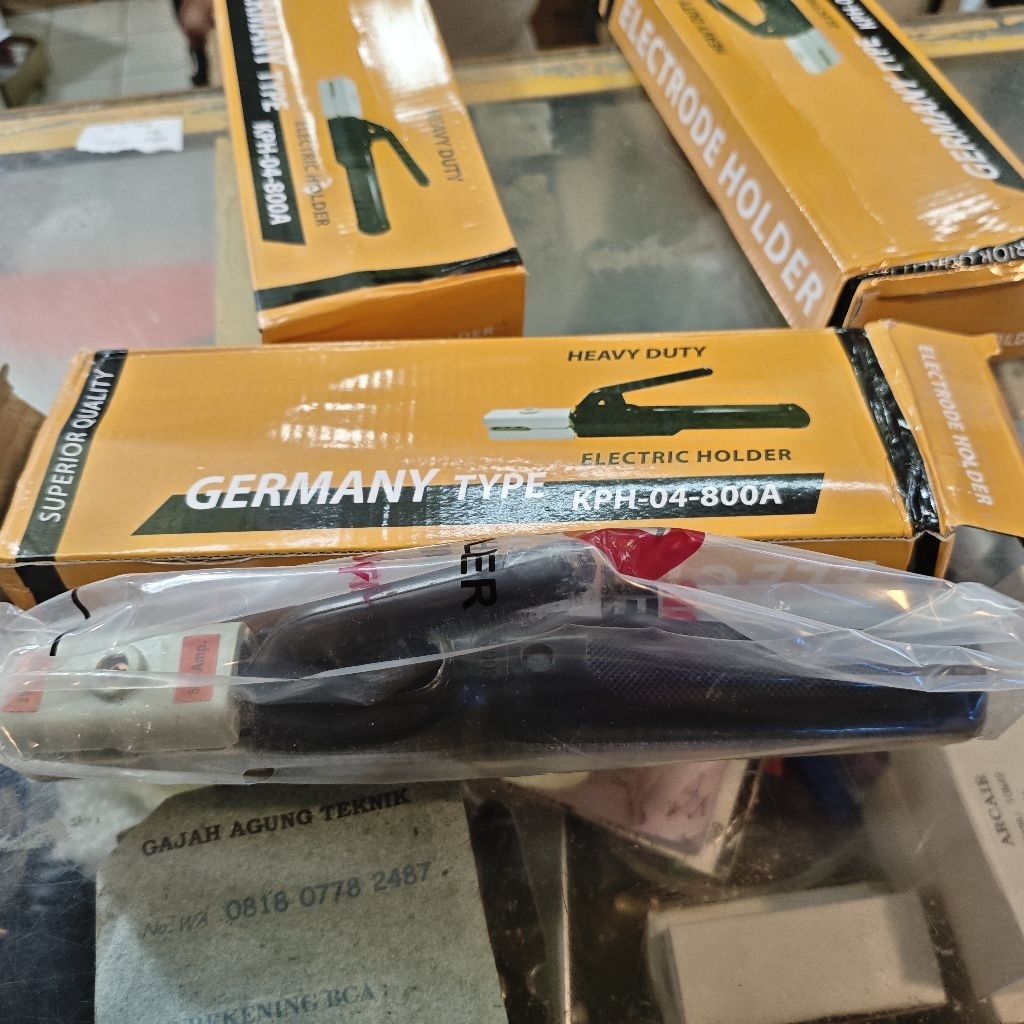 GERMANY TYPE KPH-04-800A
HEAVY DUTY
ELECTRIC HOLDER
ELECTRODE HOLDER
GERMANY TYPE
HEAVY DUTY
SUPERIOR QUALITY
HEAVY DUTY
ELECTRIC HOLDER
GERMANY TYPE KPH-04-800A
ELECTRODE HOLDER
Amp.
GAJAH AGUNG TEKNIK
No. WA 0818 0778 2487
REKENING BCA :
ARCAIR